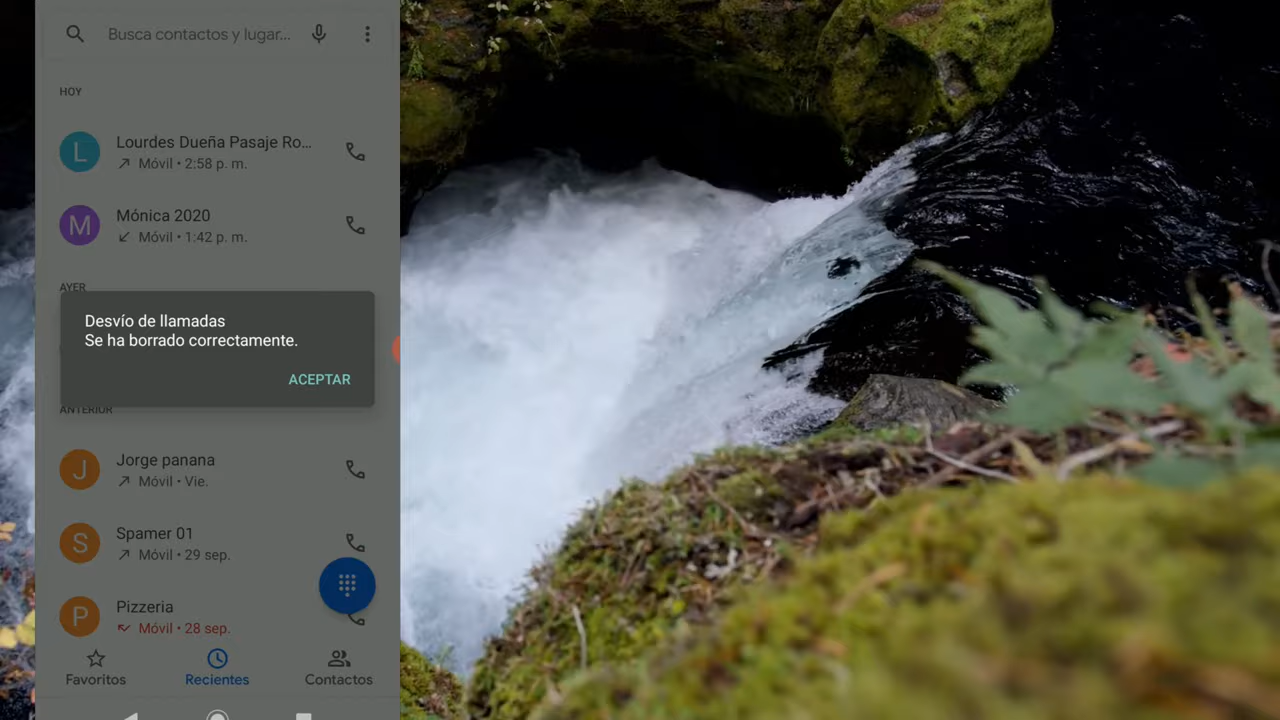 Busca contactos y lugar...
HOY
L
Lourdes Dueña Pasaje Ro...
Móvil • 2:58 p. m.
M
Mónica 2020
Móvil • 1:42 p. m.
AYER
Desvío de llamadas
Se ha borrado correctamente.
ACEPTAR
ANTERIOR
J
Jorge panana
Móvil • Vie.
S
Spamer 01
Móvil • 29 sep.
P
Pizzeria
Móvil • 28 sep.
Favoritos
Recientes
Contactos